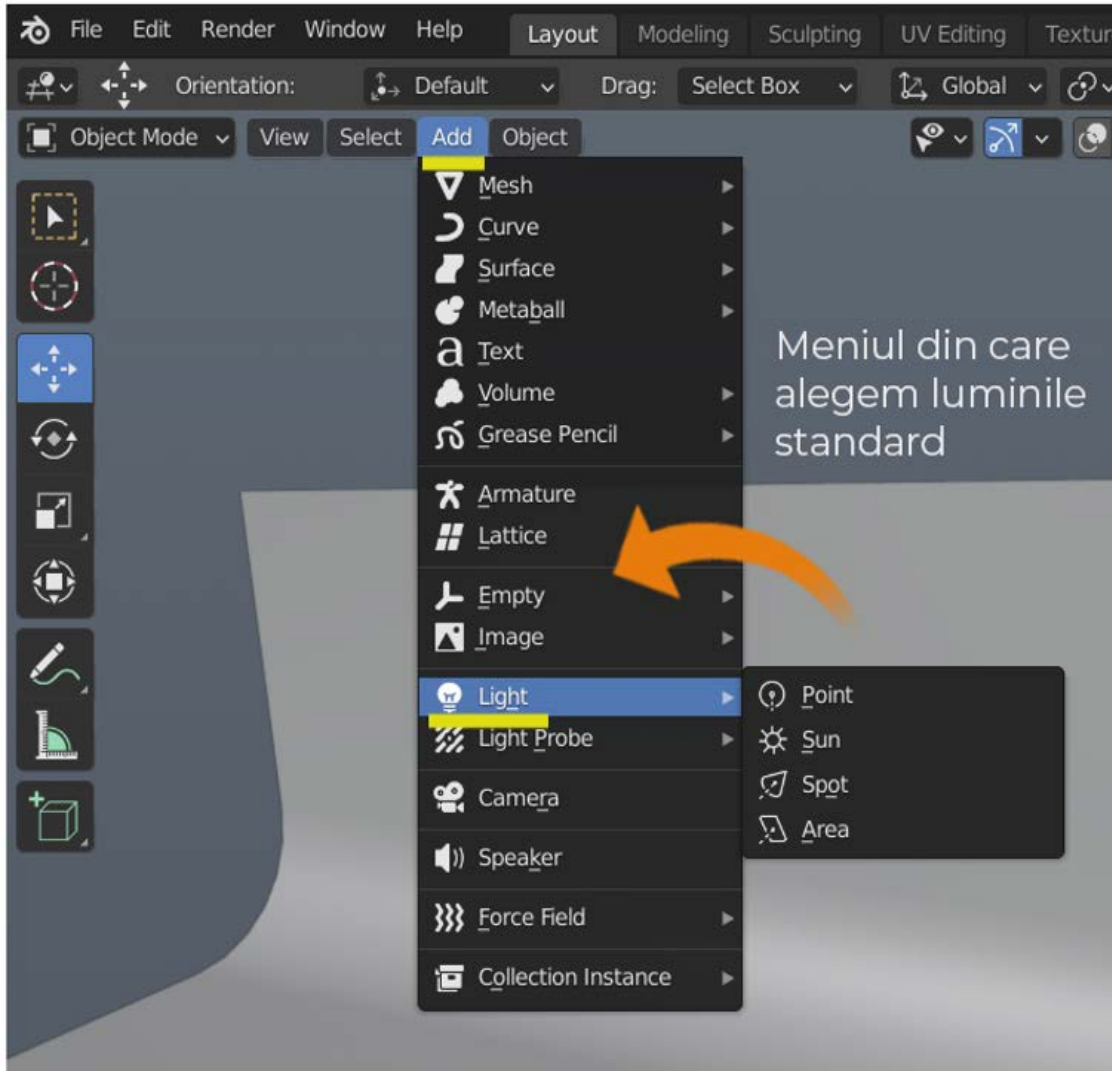 File Edit Render Window Help Layout Modeling Sculpting UV Editing Textur
Orientation: Default Drag: Select Box Global
Object Mode View Select Add Object
Mesh
Curve
Surface
Metaball
Text
Volume
Grease Pencil
Armature
Lattice
Empty
Image
Light
Light Probe
Camera
Speaker
Force Field
Collection Instance
Meniul din care
alegem luminile
standard
Point
Sun
Spot
Area